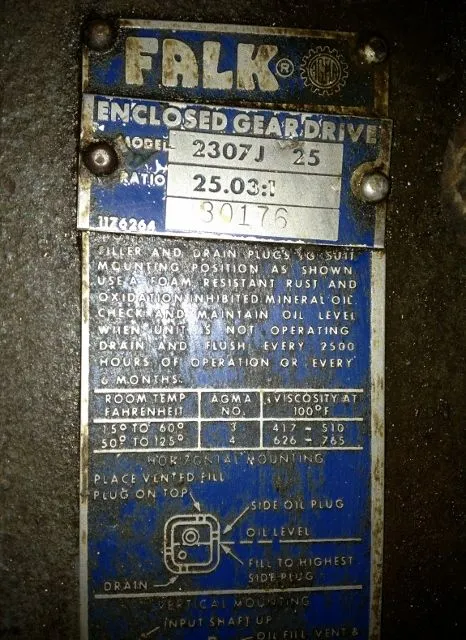 FALK ®
ENCLOSED GEAR DRIVE
MODEL 2307J 25
RATIO 25.03:1
1176264 80176
FILLER AND DRAIN PLUGS TO SUIT
MOUNTING POSITION AS SHOWN
USE A FOAM RESISTANT RUST AND
OXIDATION INHIBITED MINERAL OIL.
CHECK AND MAINTAIN OIL LEVEL
WHEN UNIT IS NOT OPERATING
DRAIN AND FLUSH EVERY 2500
HOURS OF OPERATION OR EVERY
6 MONTHS.
ROOM TEMP AGMA VISCOSITY AT
FAHRENHEIT NO. 100°F
15° TO 60° 3 417 - 510
50° TO 125° 4 626 - 765
HORIZONTAL MOUNTING
PLACE VENTED FILL
PLUG ON TOP
SIDE OIL PLUG
OIL LEVEL
FILL TO HIGHEST
SIDE PLUG
DRAIN
VERTICAL MOUNTING
INPUT SHAFT UP
OIL FILL-VENT &